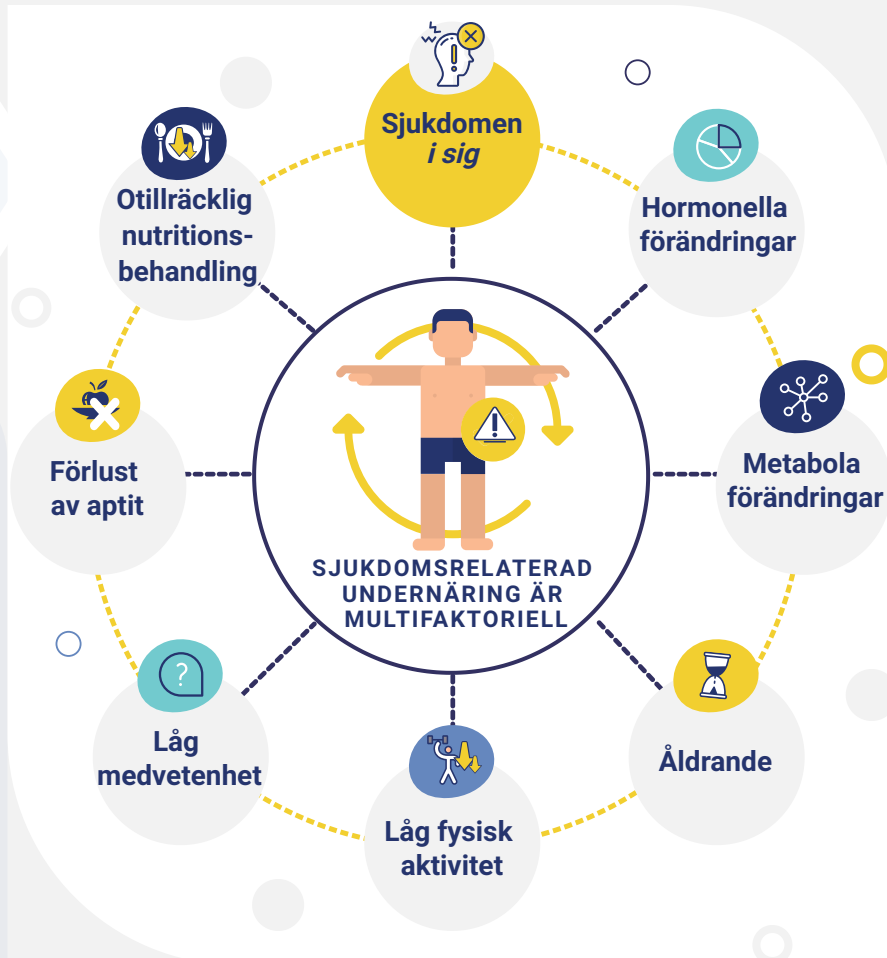 Sjukdomen
i sig
Hormonella
förändringar
Metabola
förändringar
Åldrande
Låg fysisk
aktivitet
Låg
medvetenhet
Förlust
av aptit
Otillräcklig
nutritions-
behandling
SJUKDOMSRELATERAD
UNDERNÄRING ÄR
MULTIFAKTORIELL
?